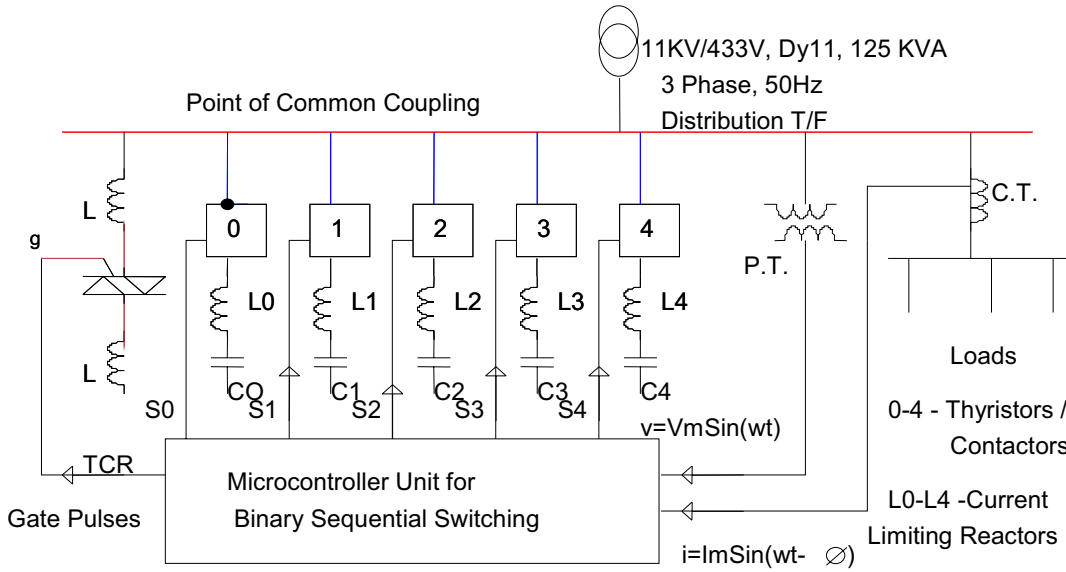 11KV/433V, Dy11, 125 KVA
3 Phase, 50Hz
Distribution T/F
Point of Common Coupling
L
g
L
0
1
2
3
4
L0
L1
L2
L3
L4
CO
C1
C2
C3
C4
S0
S1
S2
S3
S4
P.T.
C.T.
Loads
0-4 - Thyristors /
Contactors
L0-L4 -Current
Limiting Reactors
v=VmSin(wt)
i=ImSin(wt- ∅)
TCR
Gate Pulses
Microcontroller Unit for
Binary Sequential Switching